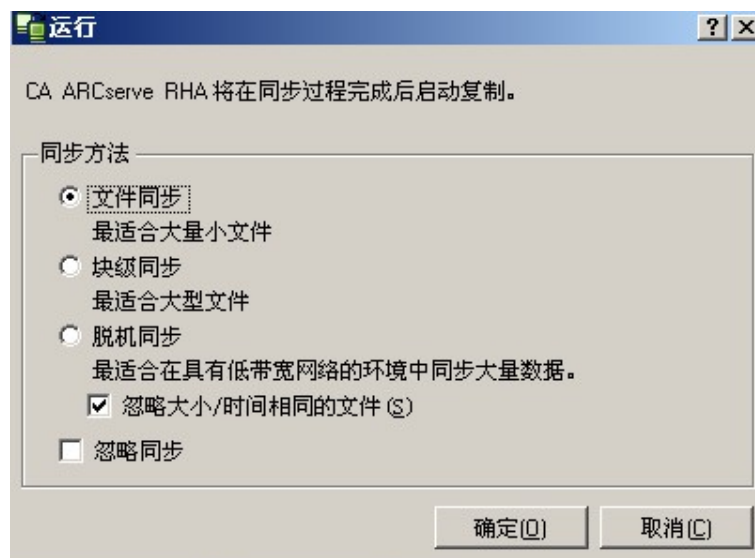 运行
CA ARCserve RHA 将在同步过程完成后启动复制。
同步方法
文件同步
最适合大量小文件
块级同步
最适合大型文件
脱机同步
最适合在具有低带宽网络的环境中同步大量数据。
忽略大小/时间相同的文件(S)
忽略同步
确定(O) 取消(C)